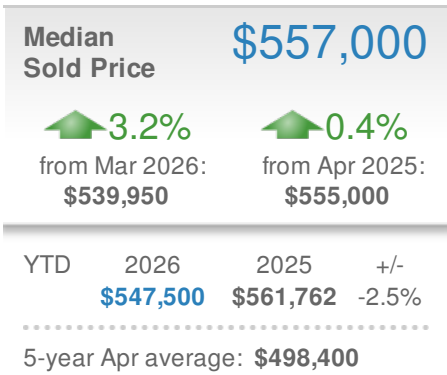 Median
Sold Price
$557,000
3.2% 0.4%
from Mar 2026: from Apr 2025:
$539,950 $555,000
YTD 2026 2025 +/-
$547,500 $561,762 -2.5%
5-year Apr average: $498,400